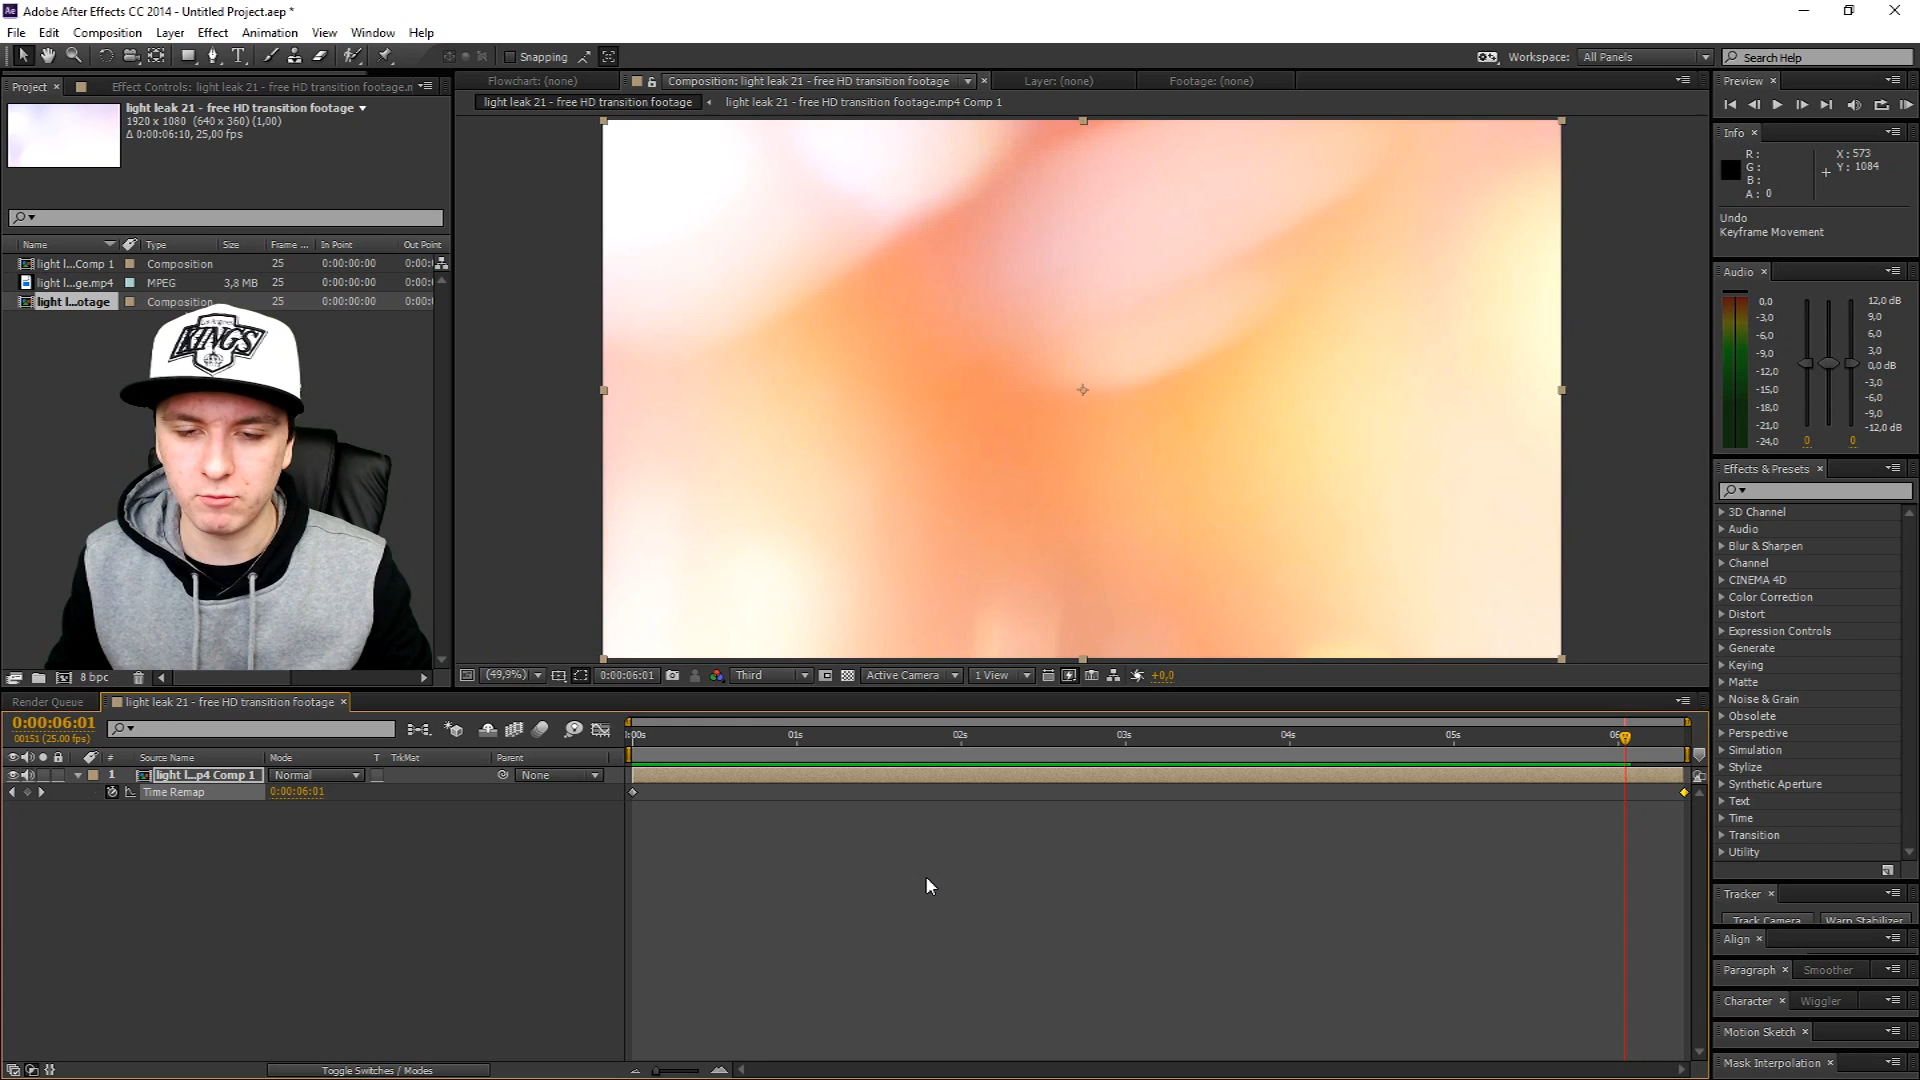 Adobe After Effects CC 2014 - Untitled Project.aep *
File Edit Composition Layer Effect Animation View Window Help
Snapping
Workspace: All Panels
Search Help
Project
Effect Controls: light leak 21 - free HD transition footage.n
Flowchart: (none)
Composition: light leak 21 - free HD transition footage
Layer: (none)
Footage: (none)
light leak 21 - free HD transition footage
light leak 21 - free HD transition footage.mp4 Comp 1
light leak 21 - free HD transition footage
1920 x 1080 (640 x 360) (1,00)
Δ 0:00:06:10, 25,00 fps
Name Type Size Frame ... In Point Out Point
light l...Comp 1 Composition 25 0:00:00:00 0:00:
light l...ge.mp4 MPEG 3,8 MB 25 0:00:00:00 0:00:
light l...otage Composition 25 0:00:00:00 0:00:
Los Angeles
KINGS
8 bpc
(49,9%) 0:00:06:01 Third Active Camera 1 View +0,0
Preview
Info
R:
G:
B:
A: 0
X: 573
Y: 1084
Undo
Keyframe Movement
Audio
0,0
-3,0
-6,0
-9,0
-12,0
-15,0
-18,0
-21,0
-24,0
12,0 dB
9,0
6,0
3,0
0,0 dB
-3,0
-6,0
-9,0
-12,0 dB
0 0
Effects & Presets
3D Channel
Audio
Blur & Sharpen
Channel
CINEMA 4D
Color Correction
Distort
Expression Controls
Generate
Keying
Matte
Noise & Grain
Obsolete
Perspective
Simulation
Stylize
Synthetic Aperture
Text
Time
Transition
Utility
Tracker
Track Camera Warp Stabilizer
Align
Paragraph Smoother
Character Wiggler
Motion Sketch
Mask Interpolation
Render Queue
light leak 21 - free HD transition footage
0:00:06:01
00151 (25.00 fps)
# Source Name Mode T TrkMat Parent
1 light l...p4 Comp 1 Normal None
Time Remap 0:00:06:01
:00s 01s 02s 03s 04s 05s
Toggle Switches / Modes